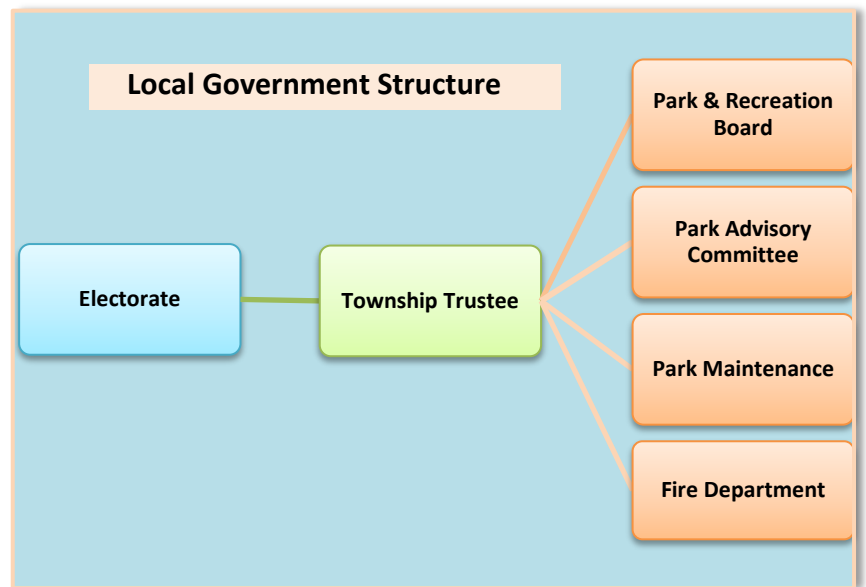 Local Government Structure
Park & Recreation
Board
Park Advisory
Committee
Electorate
Township Trustee
Park Maintenance
Fire Department